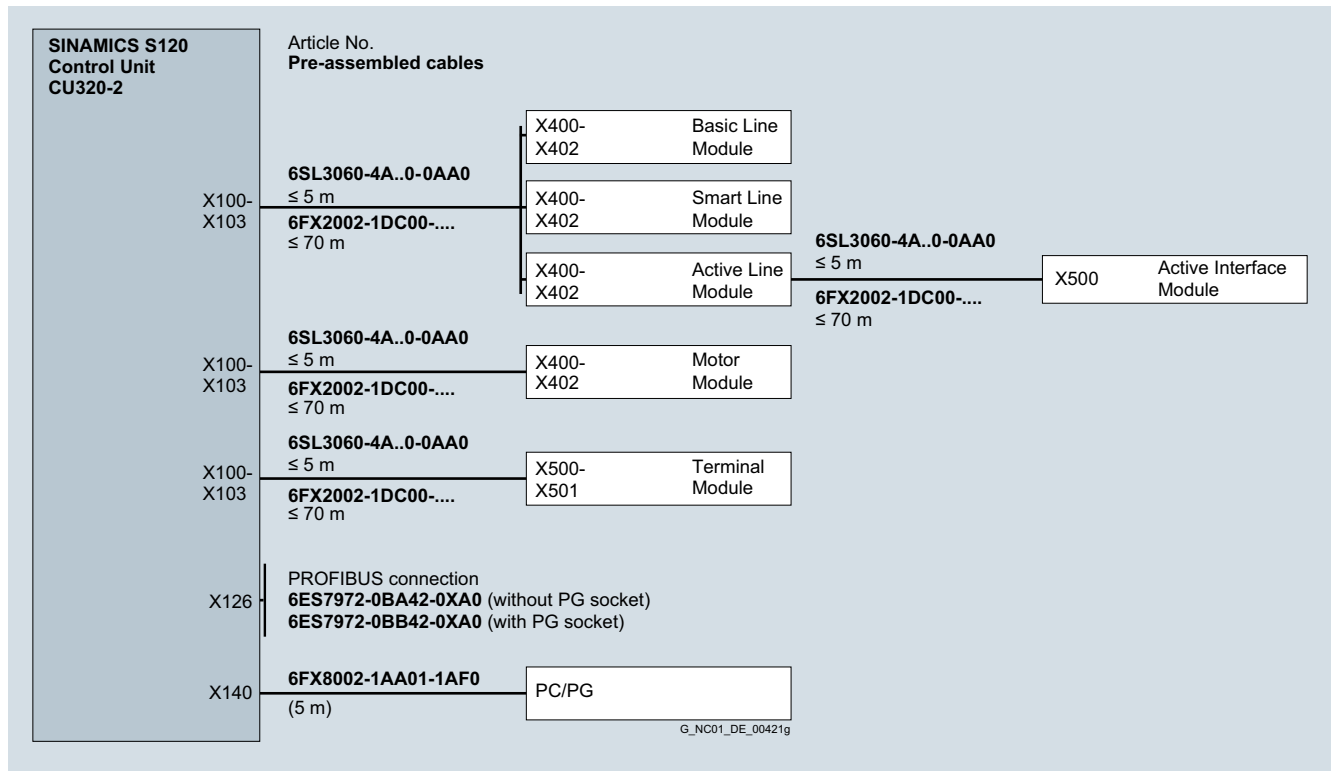 SINAMICS S120
Control Unit
CU320-2
Article No.
Pre-assembled cables
X100-
X103
6SL3060-4A..0-0AA0
≤ 5 m
6FX2002-1DC00-....
≤ 70 m
X400-
X402
Basic Line
Module
X400-
X402
Smart Line
Module
X400-
X402
Active Line
Module
6SL3060-4A..0-0AA0
≤ 5 m
6FX2002-1DC00-....
≤ 70 m
X500
Active Interface
Module
X100-
X103
6SL3060-4A..0-0AA0
≤ 5 m
6FX2002-1DC00-....
≤ 70 m
X400-
X402
Motor
Module
X100-
X103
6SL3060-4A..0-0AA0
≤ 5 m
6FX2002-1DC00-....
≤ 70 m
X500-
X501
Terminal
Module
X126
PROFIBUS connection
6ES7972-0BA42-0XA0 (without PG socket)
6ES7972-0BB42-0XA0 (with PG socket)
X140
6FX8002-1AA01-1AF0
(5 m)
PC/PG
G_NC01_DE_00421g